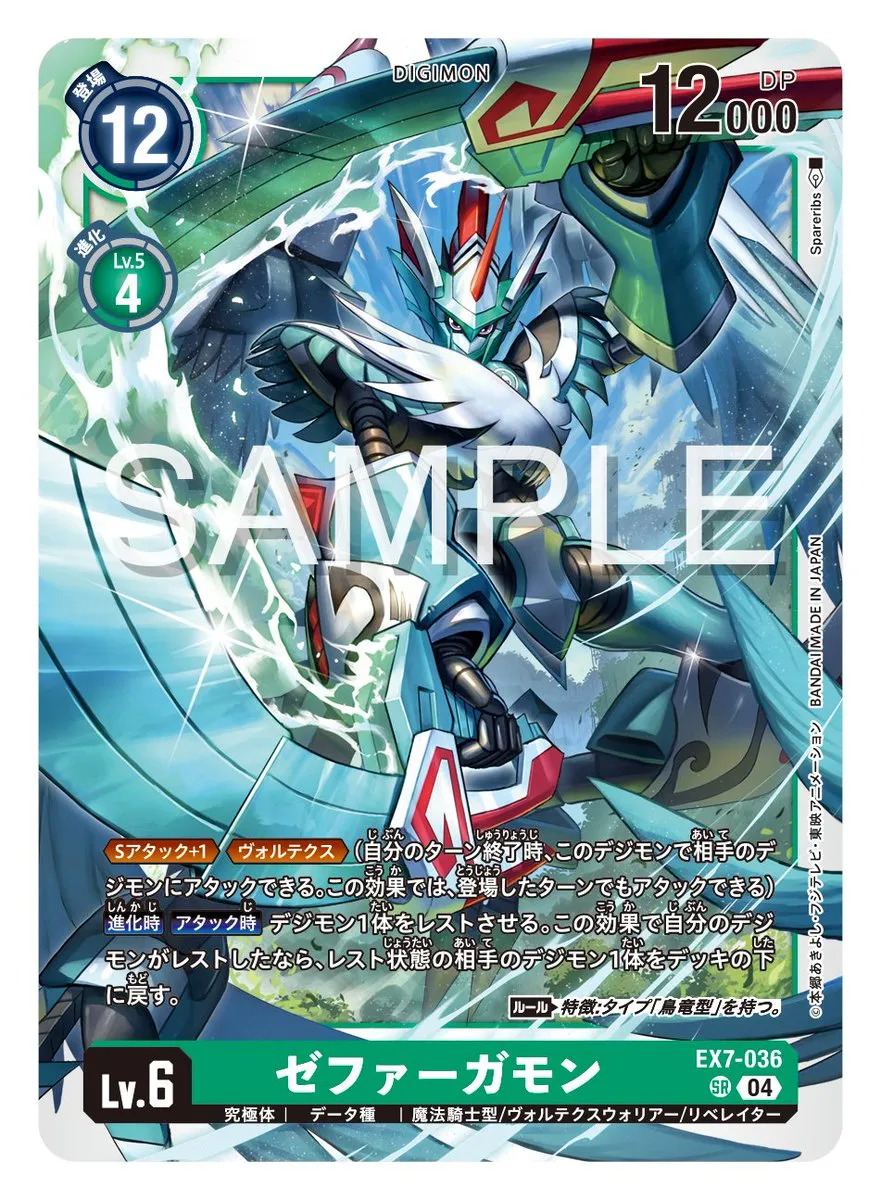 DIGIMON
登場
12
DP
12000
進化
Lv.5
4
Spareribs
SAMPLE
Sアタック+1 ヴォルテクス (自分のターン終了時、このデジモンで相手のデ
ジモンにアタックできる。この効果では、登場したターンでもアタックできる)
進化時 アタック時 デジモン1体をレストさせる。この効果で自分のデジ
モンがレストしたなら、レスト状態の相手のデジモン1体をデッキの下
に戻す。
ルール 特徴:タイプ「鳥竜型」を持つ。
©本郷あきよし・フジテレビ・東映アニメーション BANDAI MADE IN JAPAN
Lv.6
ゼファーガモン
EX7-036
SR 04
究極体 | データ種 | 魔法騎士型/ヴォルテクスウォリアー/リベレイター